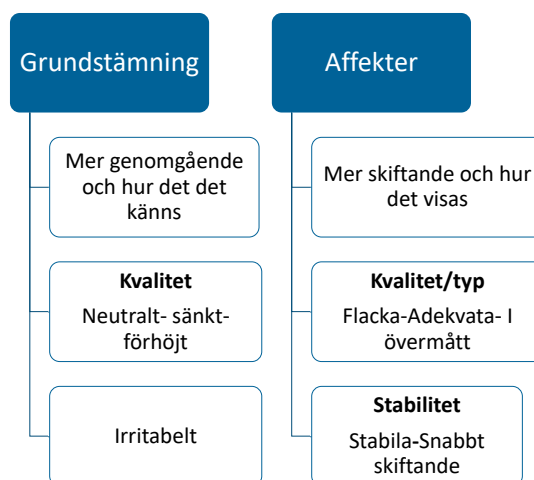 Grundstämning
Mer genomgående
och hur det det
känns
Kvalitet
Neutralt- sänkt-
förhöjt
Irritabelt
Affekter
Mer skiftande och hur
det visas
Kvalitet/typ
Flacka-Adekvata- I
övermått
Stabilitet
Stabila-Snabbt
skiftande